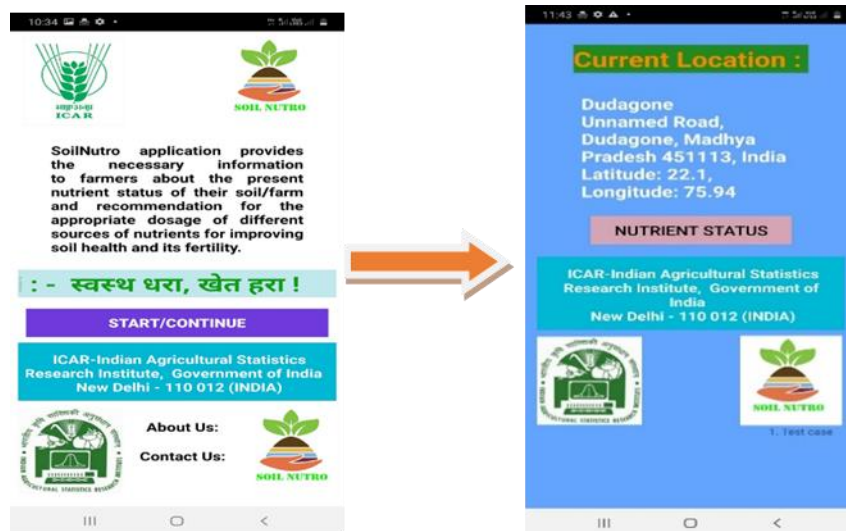 10:34
ICAR
SOIL NUTRO
SoilNutro application provides
the necessary information
to farmers about the present
nutrient status of their soil/farm
and recommendation for the
appropriate dosage of different
sources of nutrients for improving
soil health and its fertility.
: - स्वस्थ धरा, खेत हरा !
START/CONTINUE
ICAR-Indian Agricultural Statistics
Research Institute, Government of India
New Delhi - 110 012 (INDIA)
About Us:
Contact Us:
SOIL NUTRO
11:43
Current Location :
Dudagone
Unnamed Road,
Dudagone, Madhya
Pradesh 451113, India
Latitude: 22.1,
Longitude: 75.94
NUTRIENT STATUS
ICAR-Indian Agricultural Statistics
Research Institute, Government of
India
New Delhi - 110 012 (INDIA)
SOIL NUTRO
1. Test case